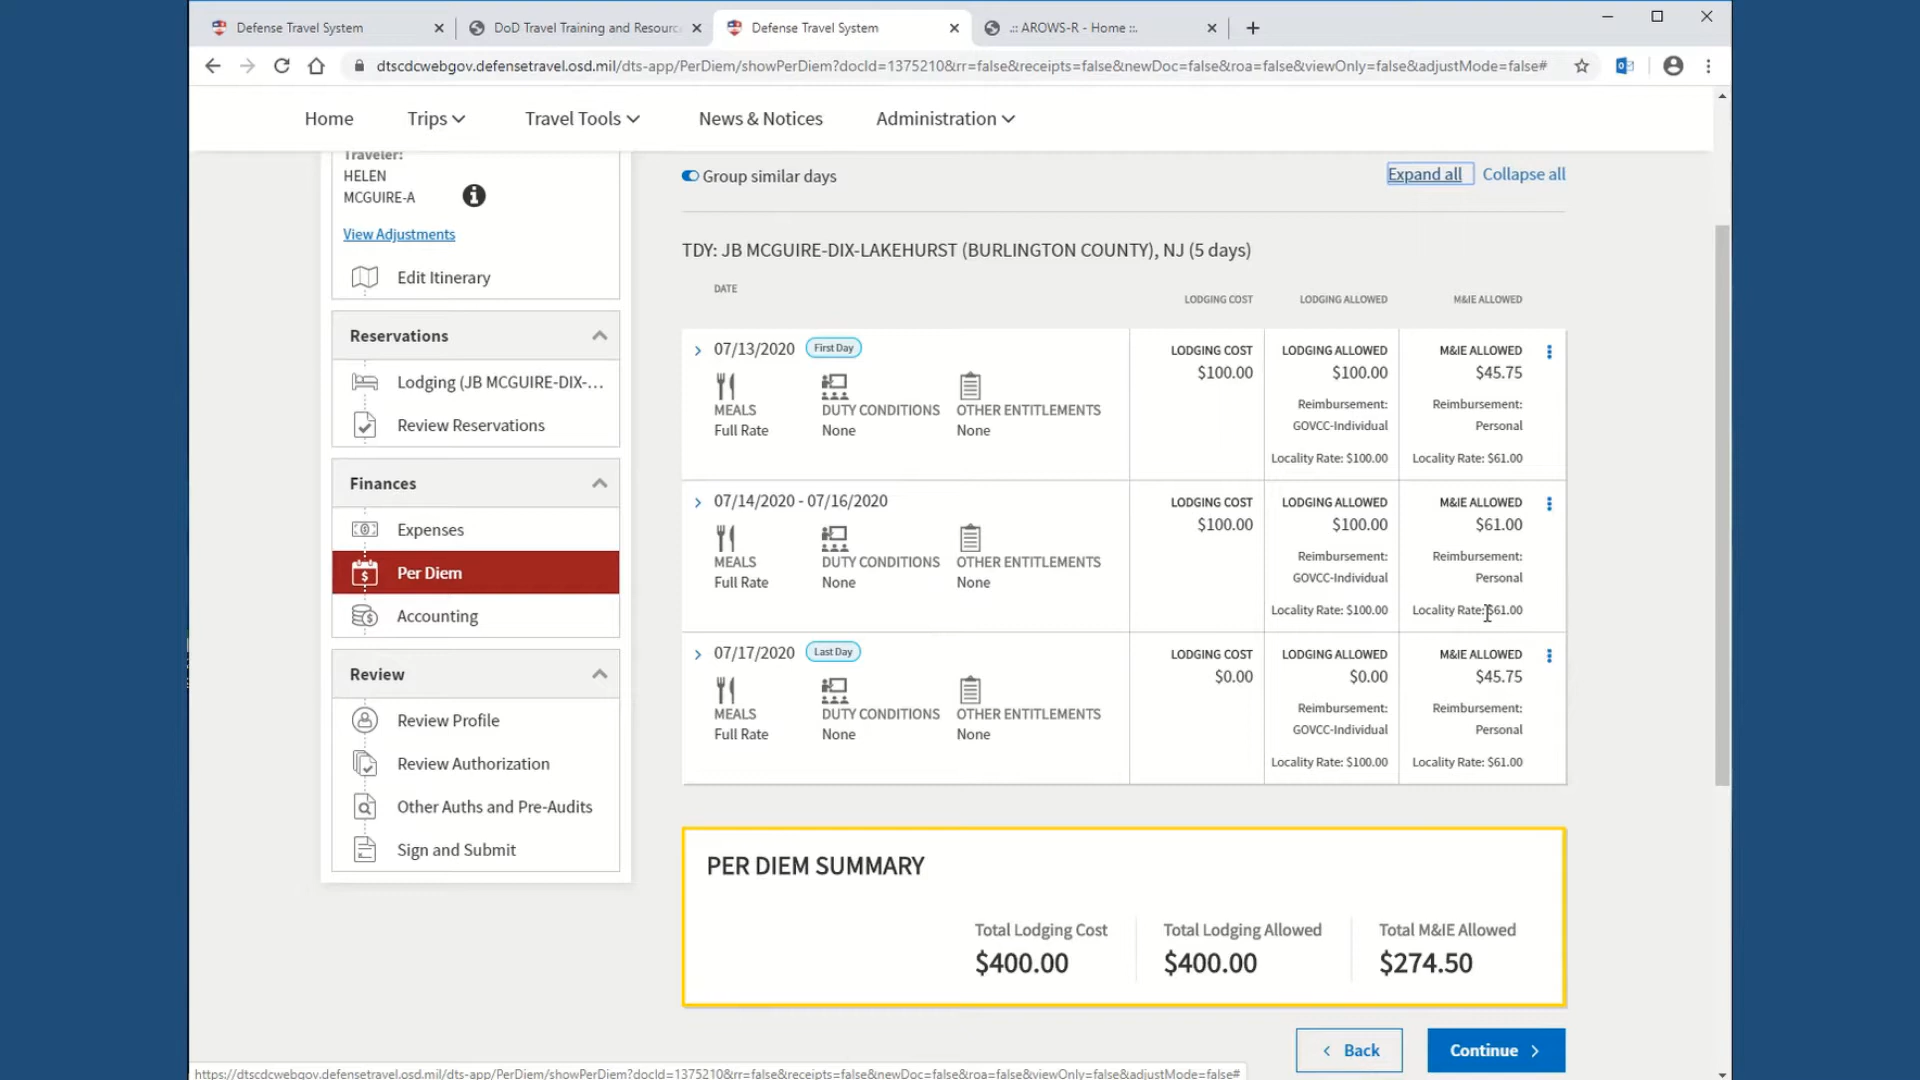 Defense Travel System
DoD Travel Training and Resourc
Defense Travel System
.:: AROWS-R - Home ::.
dtscdcwebgov.defensetravel.osd.mil/dts-app/PerDiem/showPerDiem?docId=1375210&rr=false&receipts=false&newDoc=false&roa=false&viewOnly=false&adjustMode=false#
Home
Trips
Travel Tools
News & Notices
Administration
Traveler:
HELEN
MCGUIRE-A
View Adjustments
Edit Itinerary
Reservations
Lodging (JB MCGUIRE-DIX-...
Review Reservations
Finances
Expenses
Per Diem
Accounting
Review
Review Profile
Review Authorization
Other Auths and Pre-Audits
Sign and Submit
Group similar days
Expand all
Collapse all
TDY: JB MCGUIRE-DIX-LAKEHURST (BURLINGTON COUNTY), NJ (5 days)
DATE
LODGING COST
LODGING ALLOWED
M&IE ALLOWED
07/13/2020 First Day
MEALS
Full Rate
DUTY CONDITIONS
None
OTHER ENTITLEMENTS
None
LODGING COST
$100.00
LODGING ALLOWED
$100.00
Reimbursement:
GOVCC-Individual
Locality Rate: $100.00
M&IE ALLOWED
$45.75
Reimbursement:
Personal
Locality Rate: $61.00
07/14/2020 - 07/16/2020
MEALS
Full Rate
DUTY CONDITIONS
None
OTHER ENTITLEMENTS
None
LODGING COST
$100.00
LODGING ALLOWED
$100.00
Reimbursement:
GOVCC-Individual
Locality Rate: $100.00
M&IE ALLOWED
$61.00
Reimbursement:
Personal
Locality Rate: $61.00
07/17/2020 Last Day
MEALS
Full Rate
DUTY CONDITIONS
None
OTHER ENTITLEMENTS
None
LODGING COST
$0.00
LODGING ALLOWED
$0.00
Reimbursement:
GOVCC-Individual
Locality Rate: $100.00
M&IE ALLOWED
$45.75
Reimbursement:
Personal
Locality Rate: $61.00
PER DIEM SUMMARY
Total Lodging Cost
$400.00
Total Lodging Allowed
$400.00
Total M&IE Allowed
$274.50
Back
Continue
https://dtscdcwebgov.defensetravel.osd.mil/dts-app/PerDiem/showPerDiem?docId=1375210&rr=false&receipts=false&newDoc=false&roa=false&viewOnly=false&adjustMode=false#